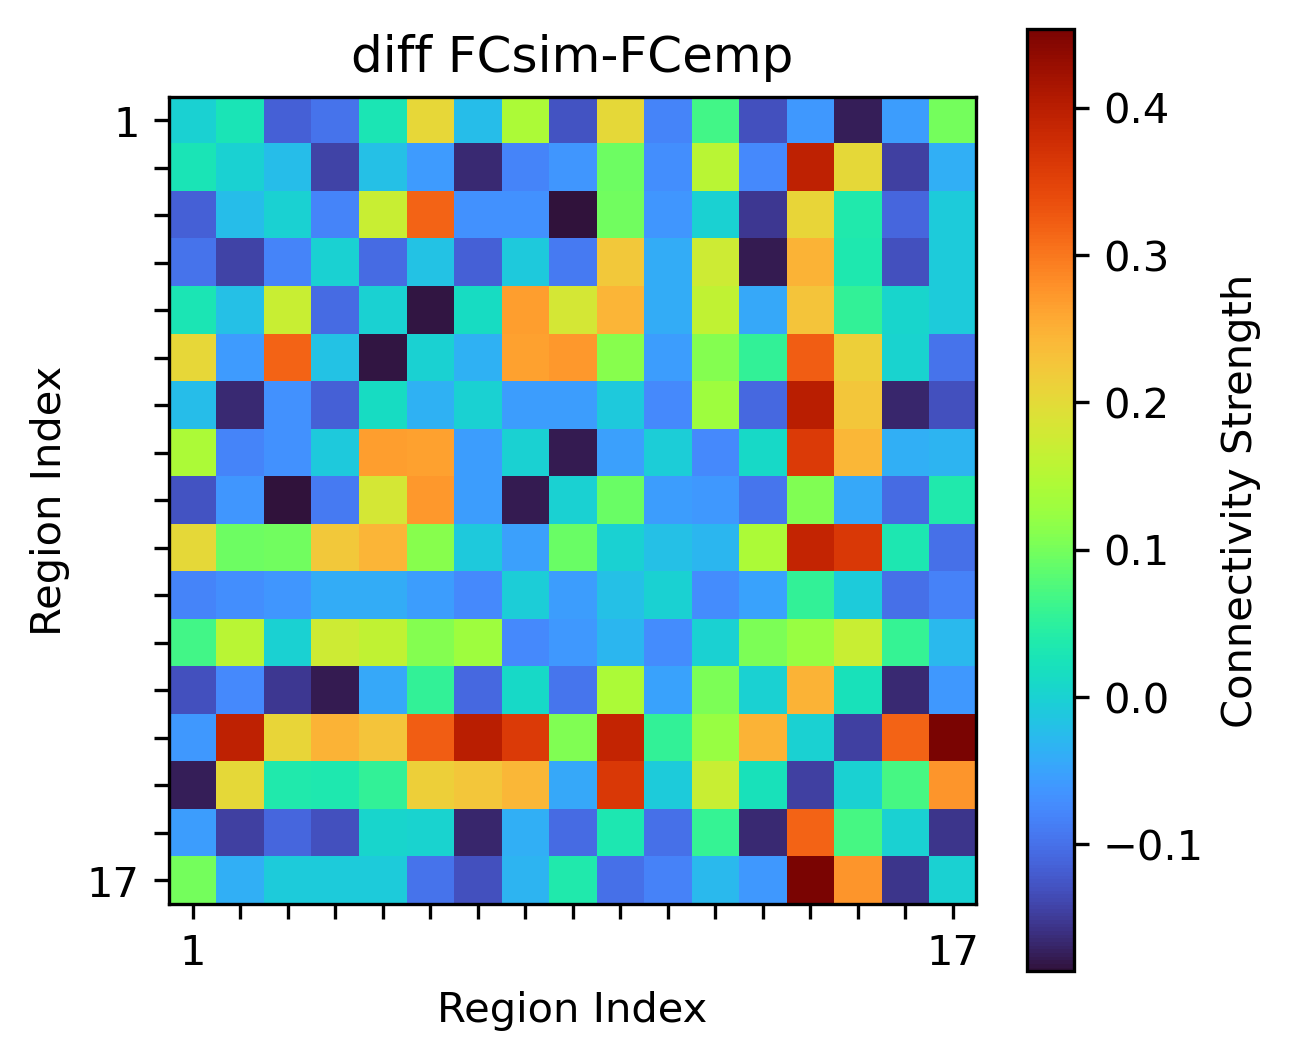 diff FCsim-FCemp
1
17
Region Index
1
17
Region Index
0.4
0.3
0.2
0.1
0.0
−0.1
Connectivity Strength